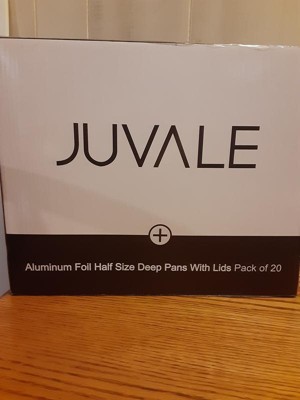 JUVALE
Aluminum Foil Half Size Deep Pans With Lids Pack of 20